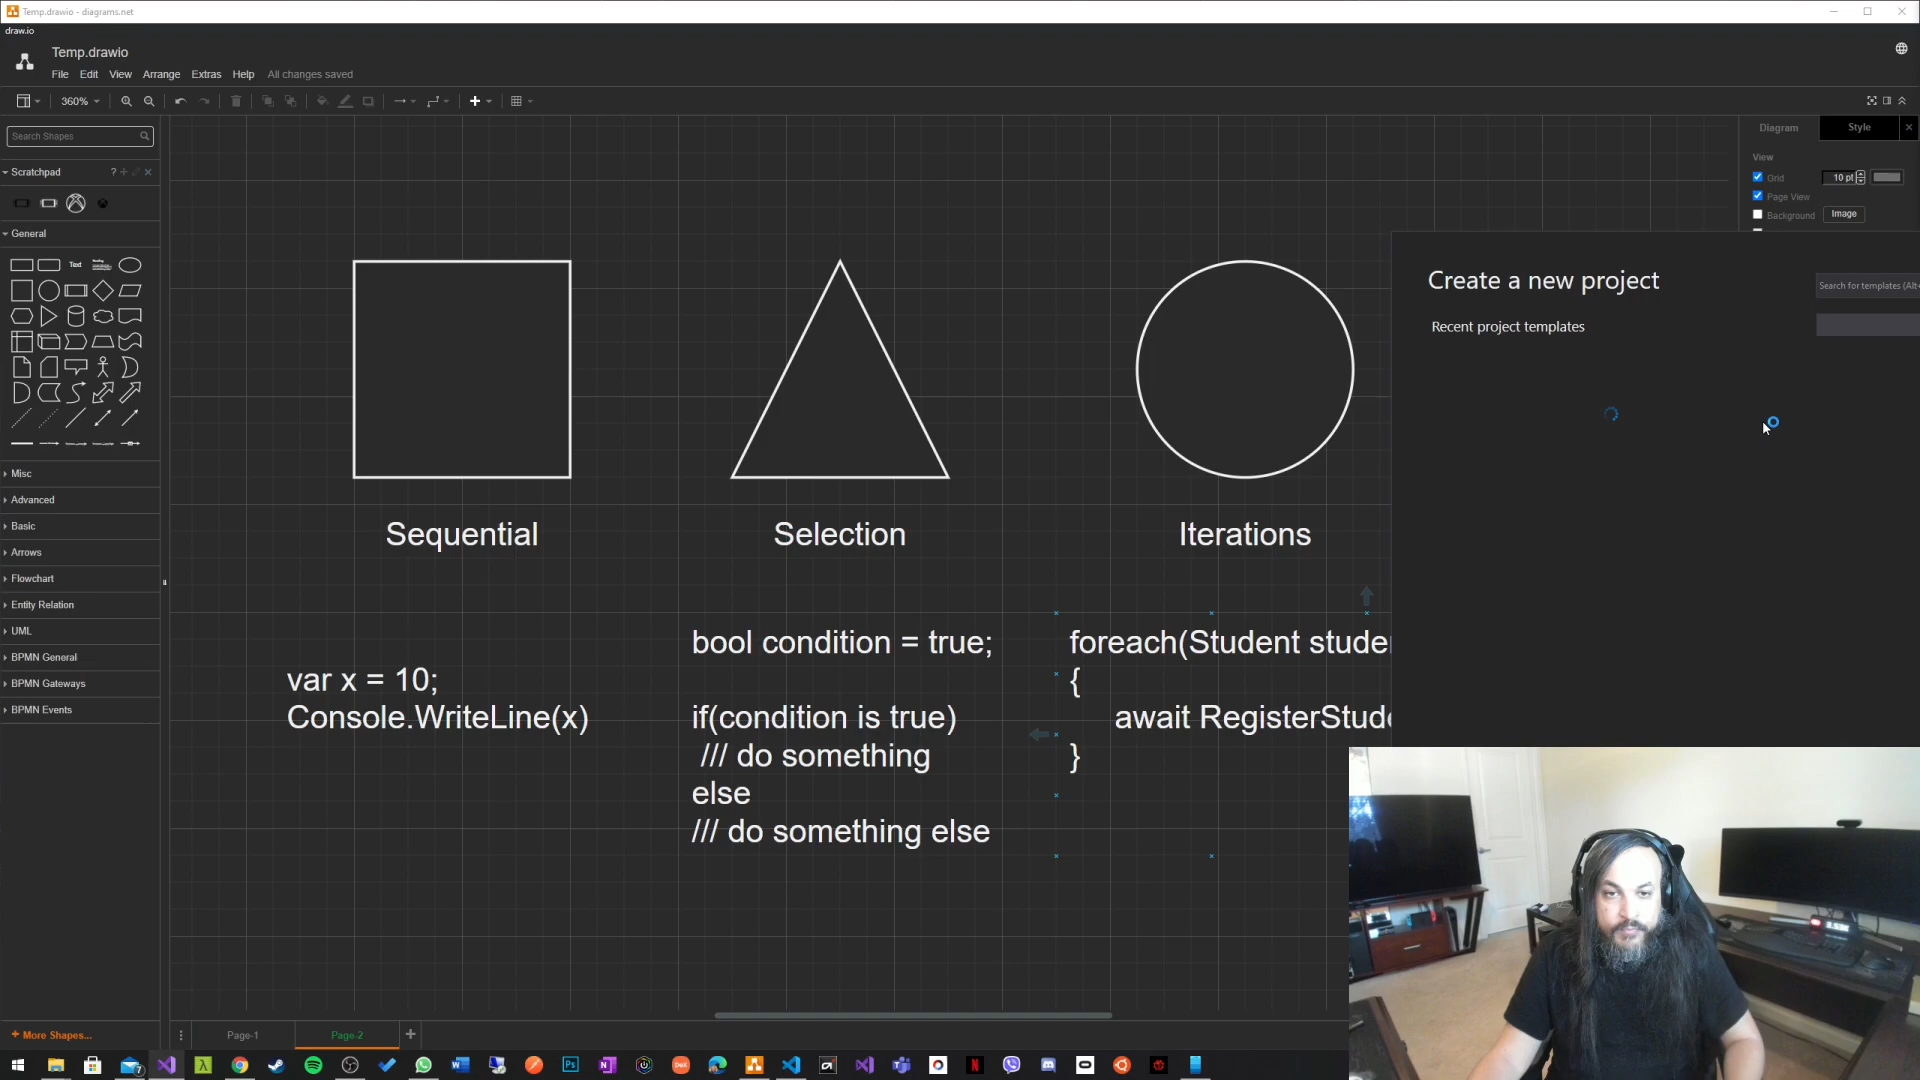 Temp.drawio - diagrams.net
draw.io
Temp.drawio
File Edit View Arrange Extras Help All changes saved
360%
Search Shapes
Scratchpad
?
General
Text
Misc
Advanced
Basic
Arrows
Flowchart
Entity Relation
UML
BPMN General
BPMN Gateways
BPMN Events
+ More Shapes...
Sequential
Selection
Iterations
var x = 10;
Console.WriteLine(x)
bool condition = true;
if(condition is true)
/// do something
else
/// do something else
foreach(Student studen
{
await RegisterStude
}
Diagram
Style
View
Grid
10 pt
Page View
Background
Image
Create a new project
Search for templates (Alt+
Recent project templates
Page-1
Page-2
7